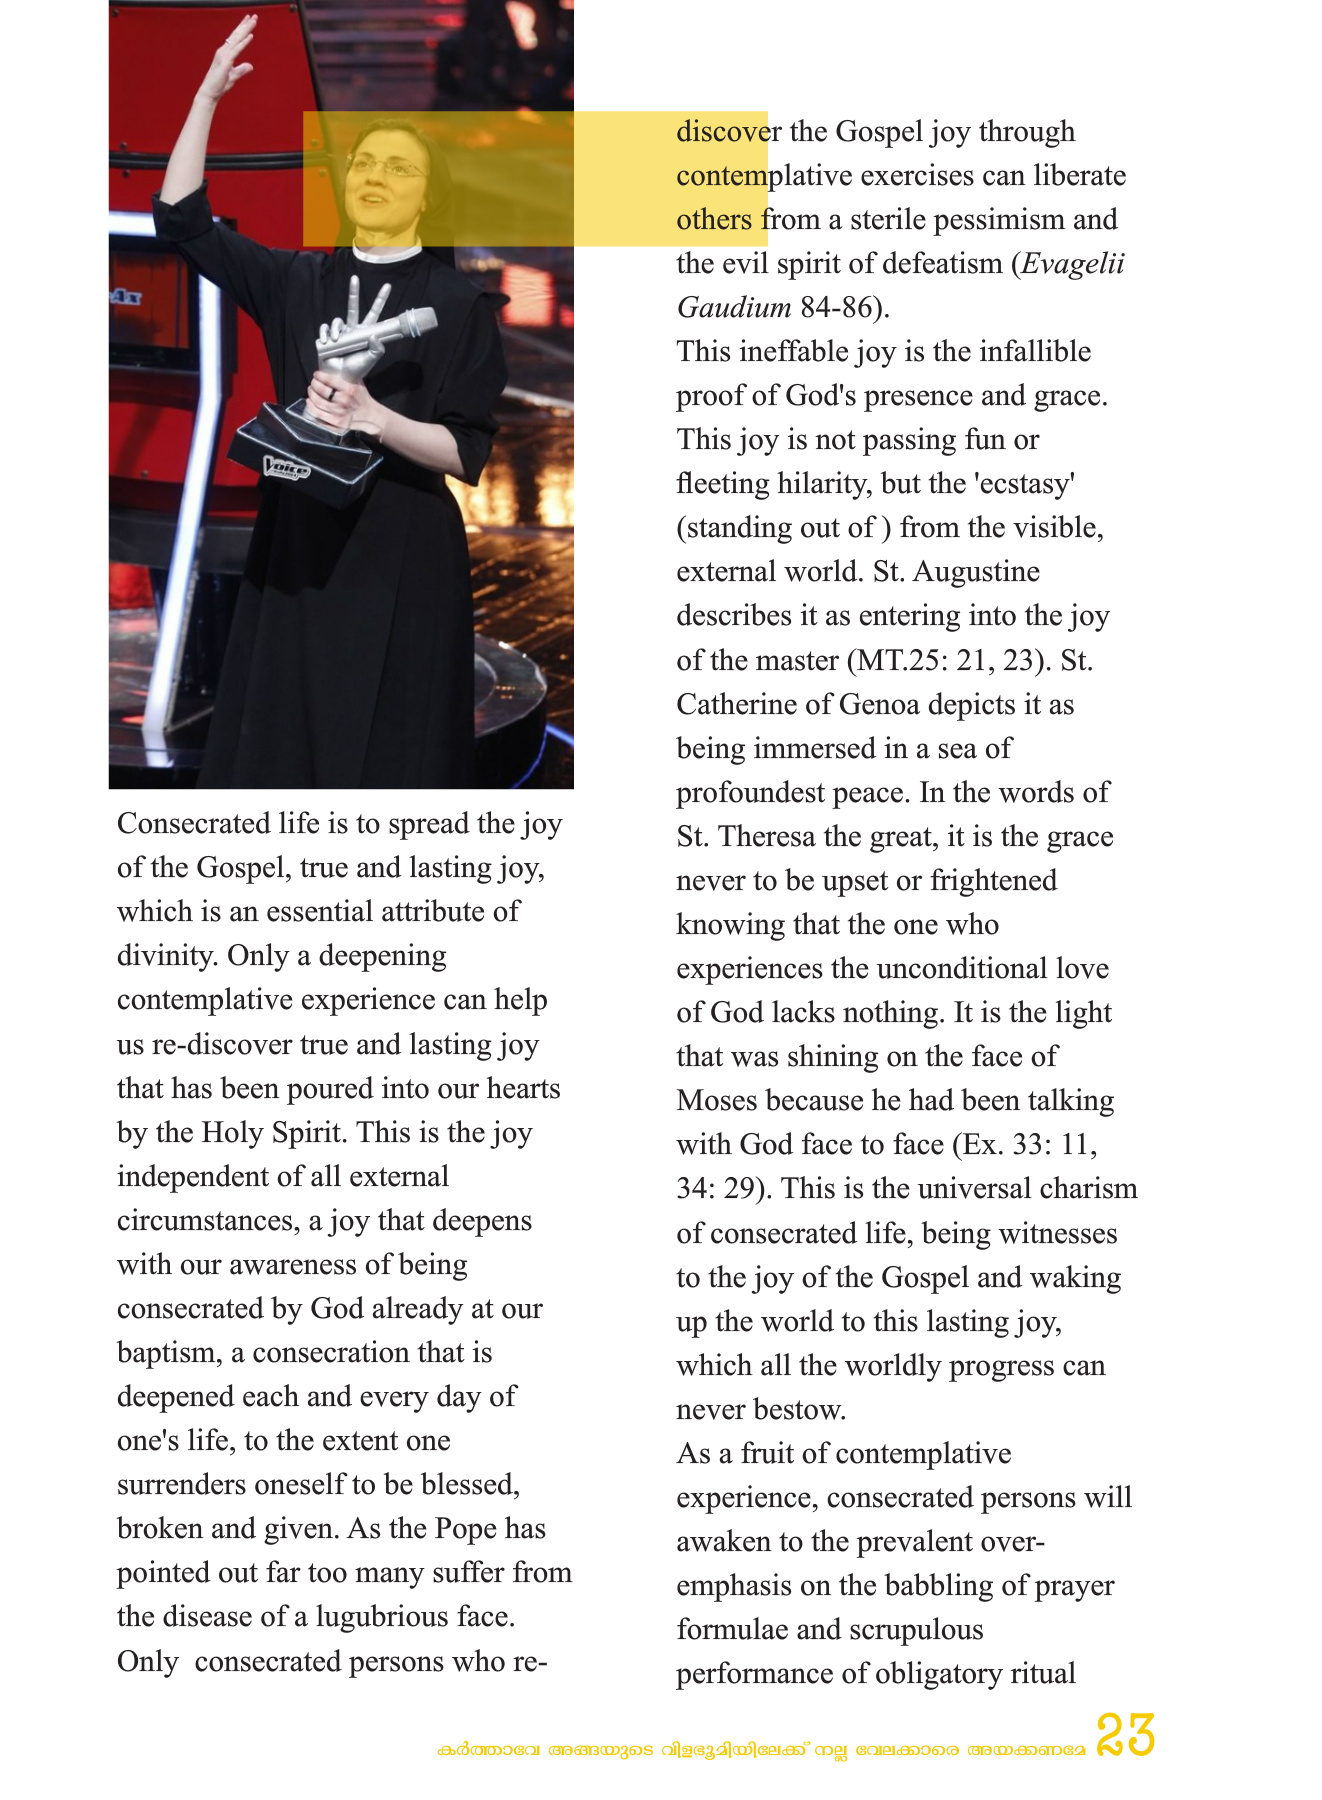 Voice
Consecrated life is to spread the joy
of the Gospel, true and lasting joy,
which is an essential attribute of
divinity. Only a deepening
contemplative experience can help
us re-discover true and lasting joy
that has been poured into our hearts
by the Holy Spirit. This is the joy
independent of all external
circumstances, a joy that deepens
with our awareness of being
consecrated by God already at our
baptism, a consecration that is
deepened each and every day of
one's life, to the extent one
surrenders oneself to be blessed,
broken and given. As the Pope has
pointed out far too many suffer from
the disease of a lugubrious face.
Only  consecrated persons who re-
discover the Gospel joy through
contemplative exercises can liberate
others from a sterile pessimism and
the evil spirit of defeatism (Evagelii
Gaudium 84-86).
This ineffable joy is the infallible
proof of God's presence and grace.
This joy is not passing fun or
fleeting hilarity, but the 'ecstasy'
(standing out of ) from the visible,
external world. St. Augustine
describes it as entering into the joy
of the master (MT.25: 21, 23). St.
Catherine of Genoa depicts it as
being immersed in a sea of
profoundest peace. In the words of
St. Theresa the great, it is the grace
never to be upset or frightened
knowing that the one who
experiences the unconditional love
of God lacks nothing. It is the light
that was shining on the face of
Moses because he had been talking
with God face to face (Ex. 33: 11,
34: 29). This is the universal charism
of consecrated life, being witnesses
to the joy of the Gospel and waking
up the world to this lasting joy,
which all the worldly progress can
never bestow.
As a fruit of contemplative
experience, consecrated persons will
awaken to the prevalent over-
emphasis on the babbling of prayer
formulae and scrupulous
performance of obligatory ritual
കർത്താവേ അങ്ങയുടെ വിളഭൂമിയിലേക്ക് നല്ല വേലക്കാരെ അയക്കണമേ 23